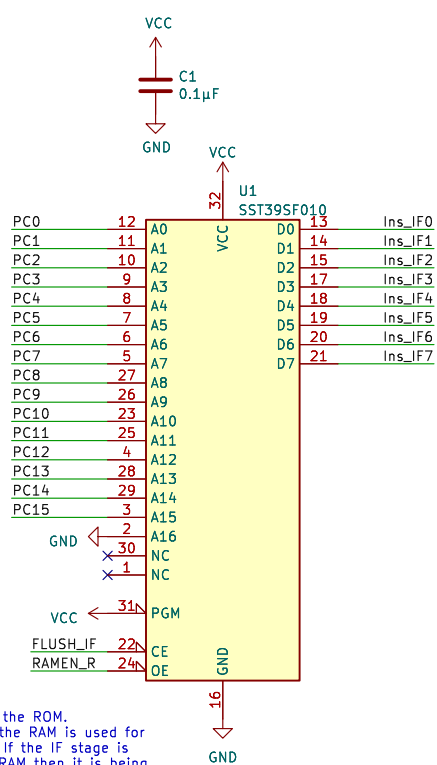 VCC
C1
0.1µF
GND
VCC
U1
SST39SF010
32
VCC
PC0 12 A0 D0 13 Ins_IF0
PC1 11 A1 D1 14 Ins_IF1
PC2 10 A2 D2 15 Ins_IF2
PC3 9 A3 D3 17 Ins_IF3
PC4 8 A4 D4 18 Ins_IF4
PC5 7 A5 D5 19 Ins_IF5
PC6 6 A6 D6 20 Ins_IF6
PC7 5 A7 D7 21 Ins_IF7
PC8 27 A8
PC9 26 A9
PC10 23 A10
PC11 25 A11
PC12 4 A12
PC13 28 A13
PC14 29 A14
PC15 3 A15
GND 2 A16
30 NC
1 NC
VCC 31 PGM
FLUSH_IF 22 CE
RAMEN_R 24 OE
GND
16
GND
the ROM.
the RAM is used for
If the IF stage is
RAM then it is being